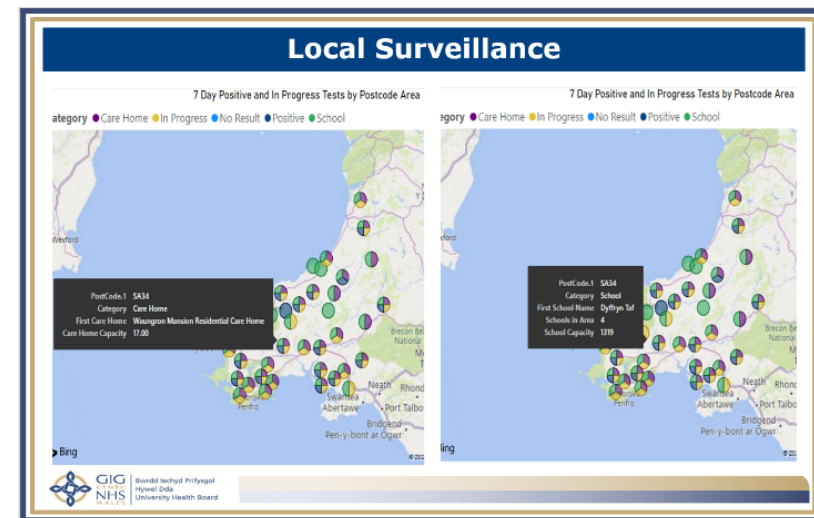 Local Surveillance
7 Day Positive and In Progress Tests by Postcode Area
ategory Care Home In Progress No Result Positive School
Wexford
PostCode.1 SA34
Category Care Home
First Care Home Waungron Mansion Residential Care Home
Care Home Capacity 17.00
Brecon Be
National
Penfro
Swansea
Abertawe
Neath
Rhond
Port Talbo
Bridgend
Pen-y-bont ar Ogwr
Bing
7 Day Positive and In Progress Tests by Postcode Area
egory Care Home In Progress No Result Positive School
xford
PostCode.1 SA34
Category School
First School Name Dyffryn Taf
Schools in Area 4
School Capacity 1319
Brecon Be
National
Penfro
Swansea
Abertawe
Neath
Rhond
Port Talbo
Bridgend
Pen-y-bont ar Ogwr
ing
GIG
CYMRU
NHS
WALES
Bwrdd Iechyd Prifysgol
Hywel Dda
University Health Board